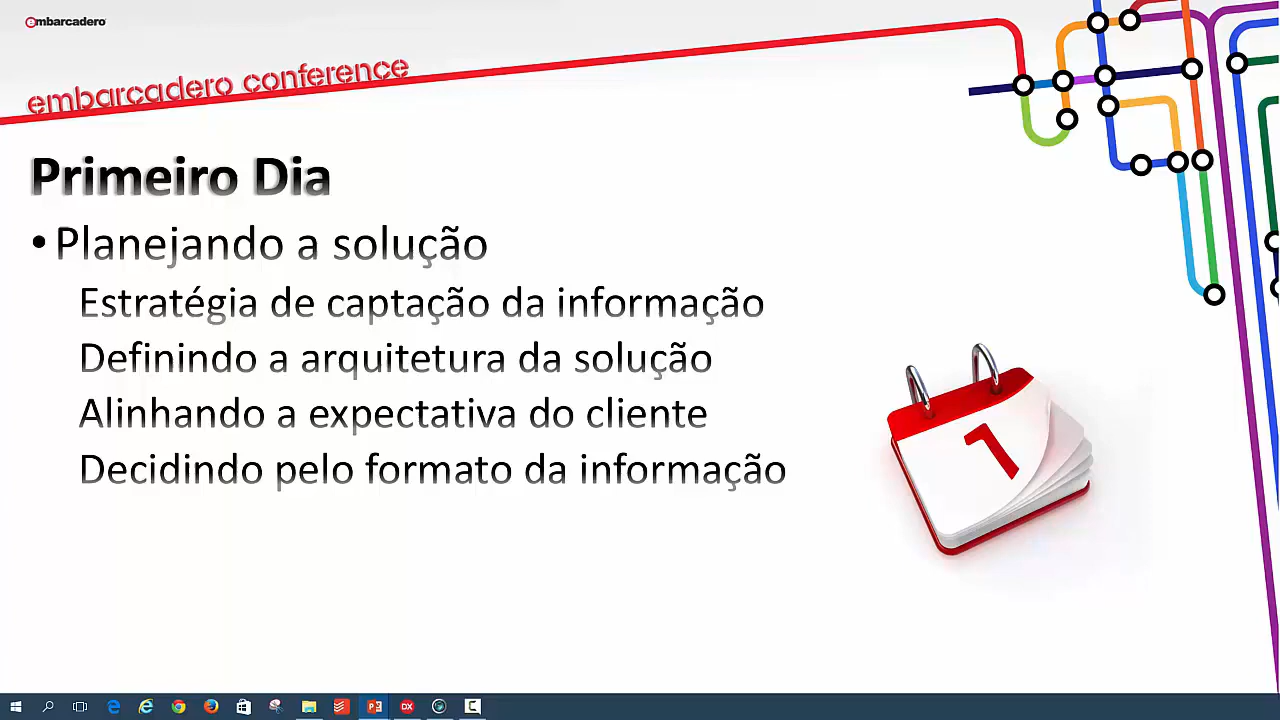 embarcadero
embarcadero conference
Primeiro Dia
• Planejando a solução
Estratégia de captação da informação
Definindo a arquitetura da solução
Alinhando a expectativa do cliente
Decidindo pelo formato da informação
1
DX